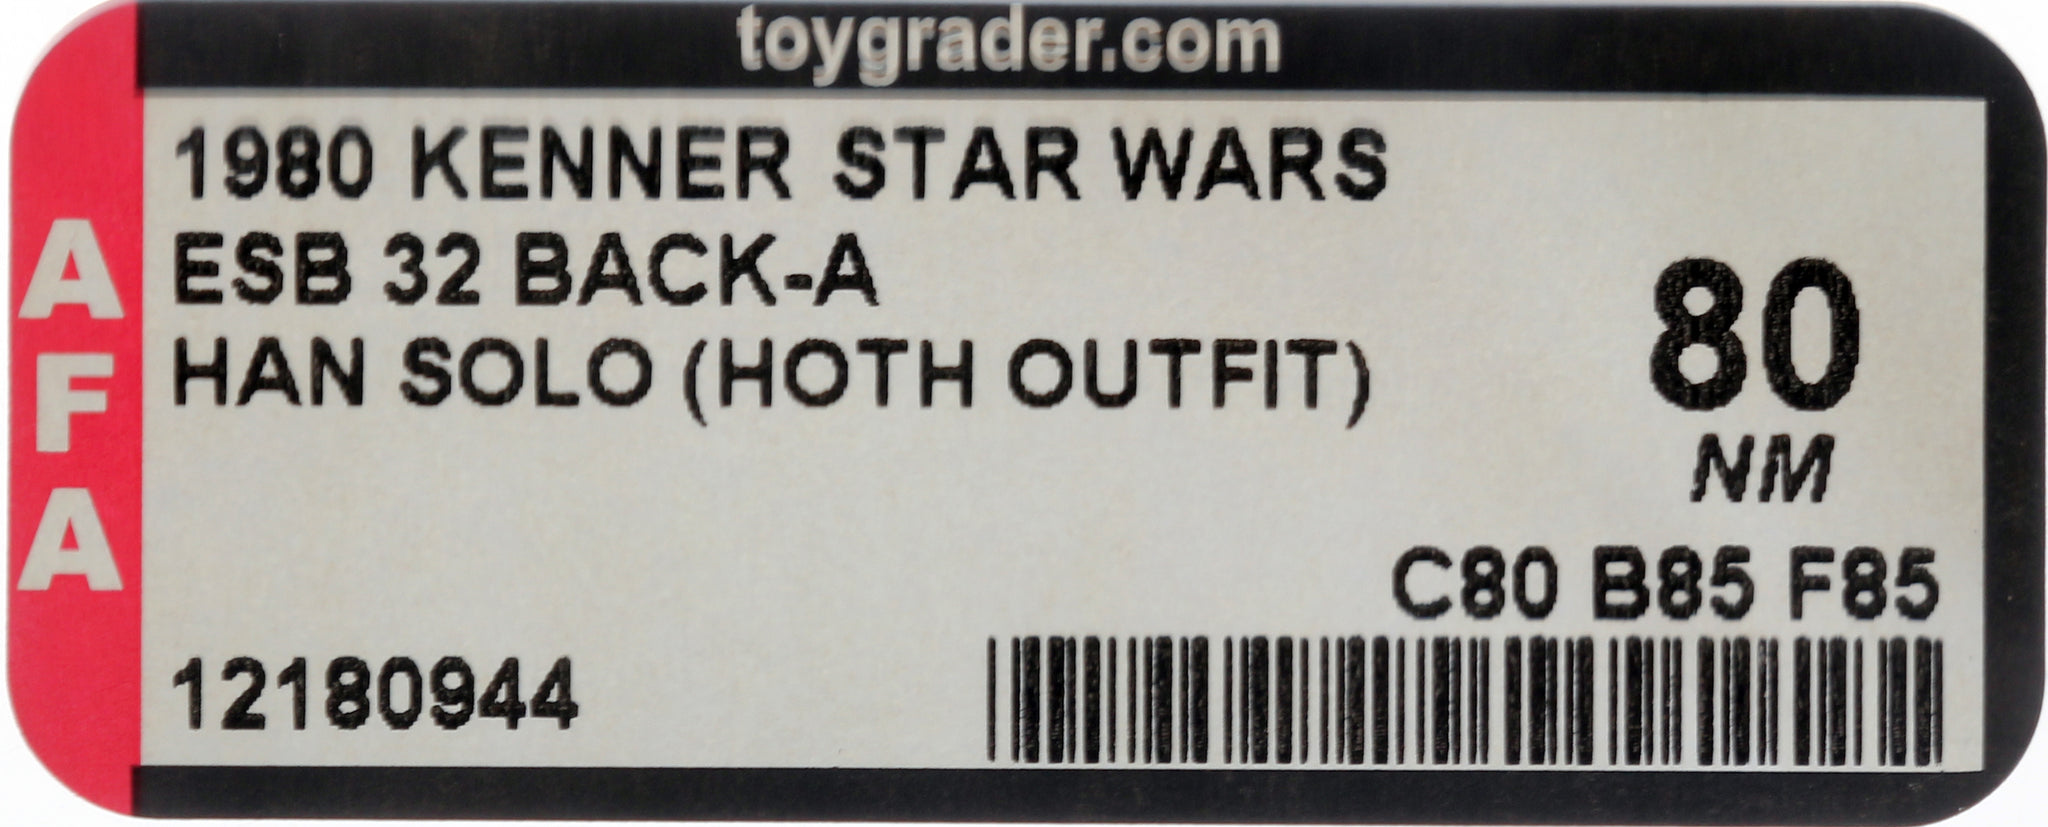 toygrader.com
AFA
1980 KENNER STAR WARS
ESB 32 BACK-A
HAN SOLO (HOTH OUTFIT)
80
NM
C80 B85 F85
12180944